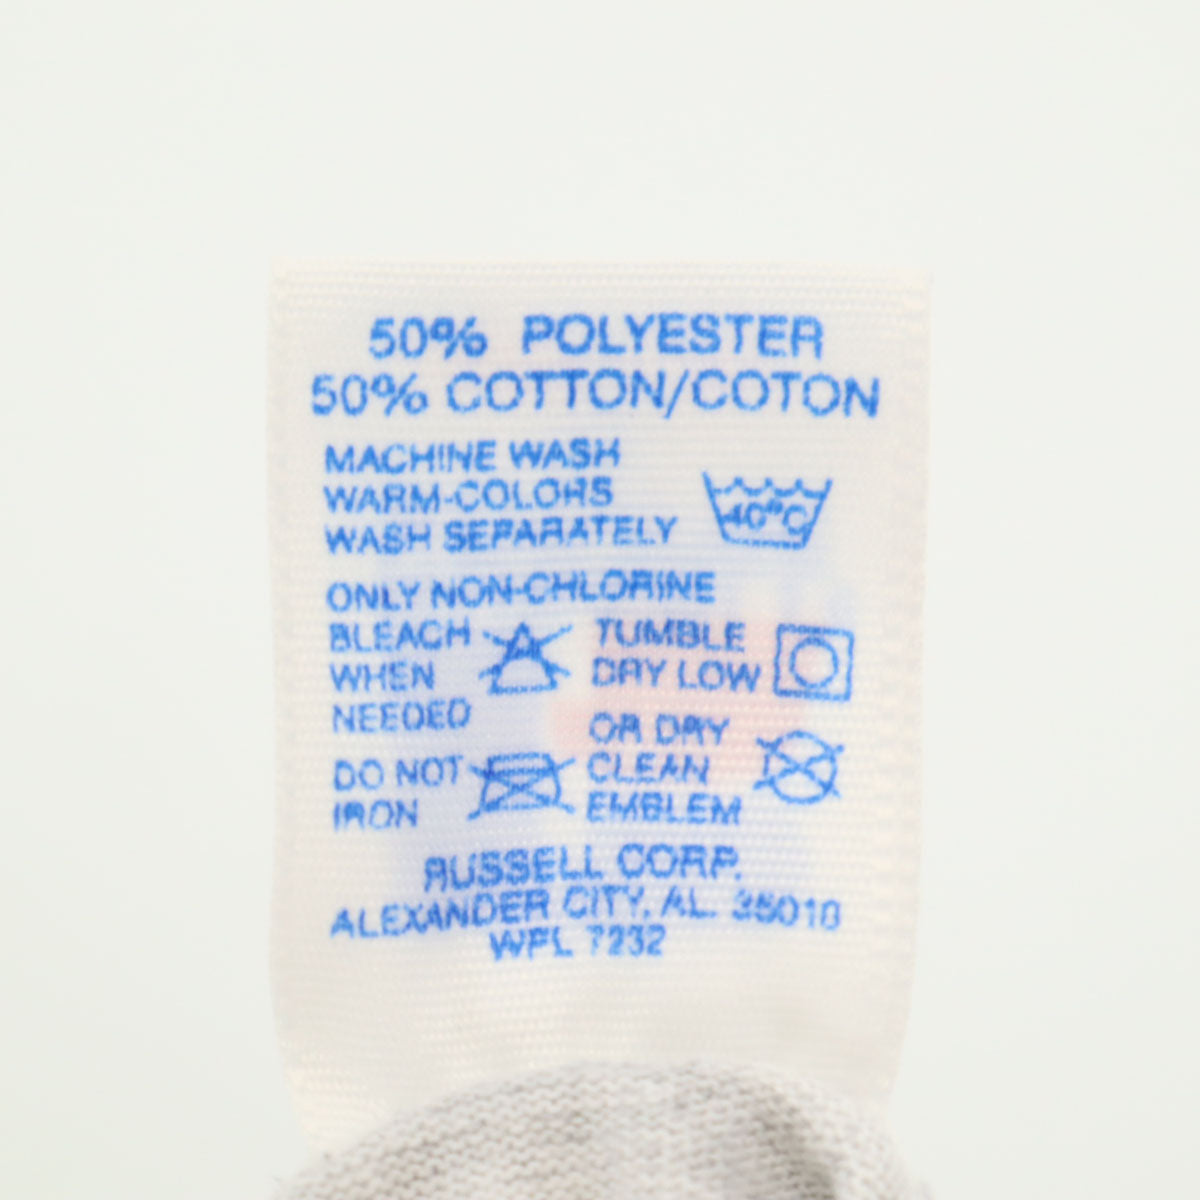 50% POLYESTER
50% COTTON/COTON
MACHINE WASH
WARM-COLORS
WASH SEPARATELY
40°C
ONLY NON-CHLORINE
BLEACH
WHEN
NEEDED
TUMBLE
DRY LOW
DO NOT
IRON
OR DRY
CLEAN
EMBLEM
RUSSELL CORP.
ALEXANDER CITY, AL. 35010
WPL 7232